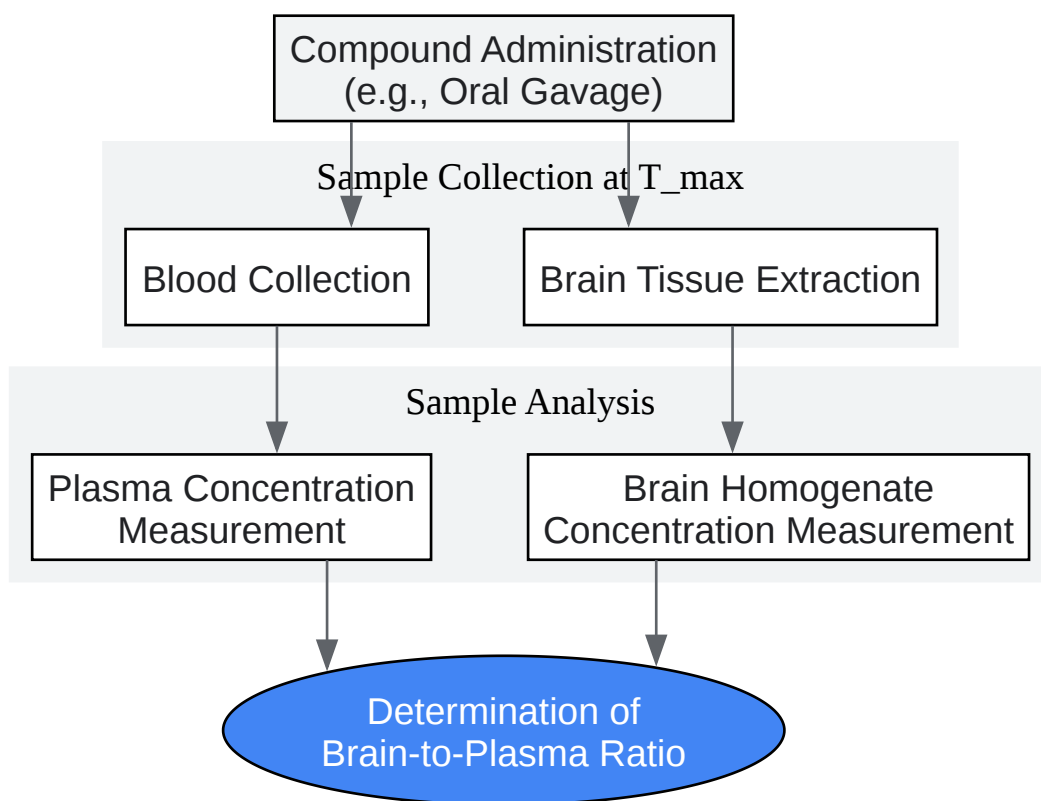 Compound Administration
(e.g., Oral Gavage)
Sample Collection at T_max
Blood Collection
Brain Tissue Extraction
Sample Analysis
Plasma Concentration
Measurement
Brain Homogenate
Concentration Measurement
Determination of
Brain-to-Plasma Ratio